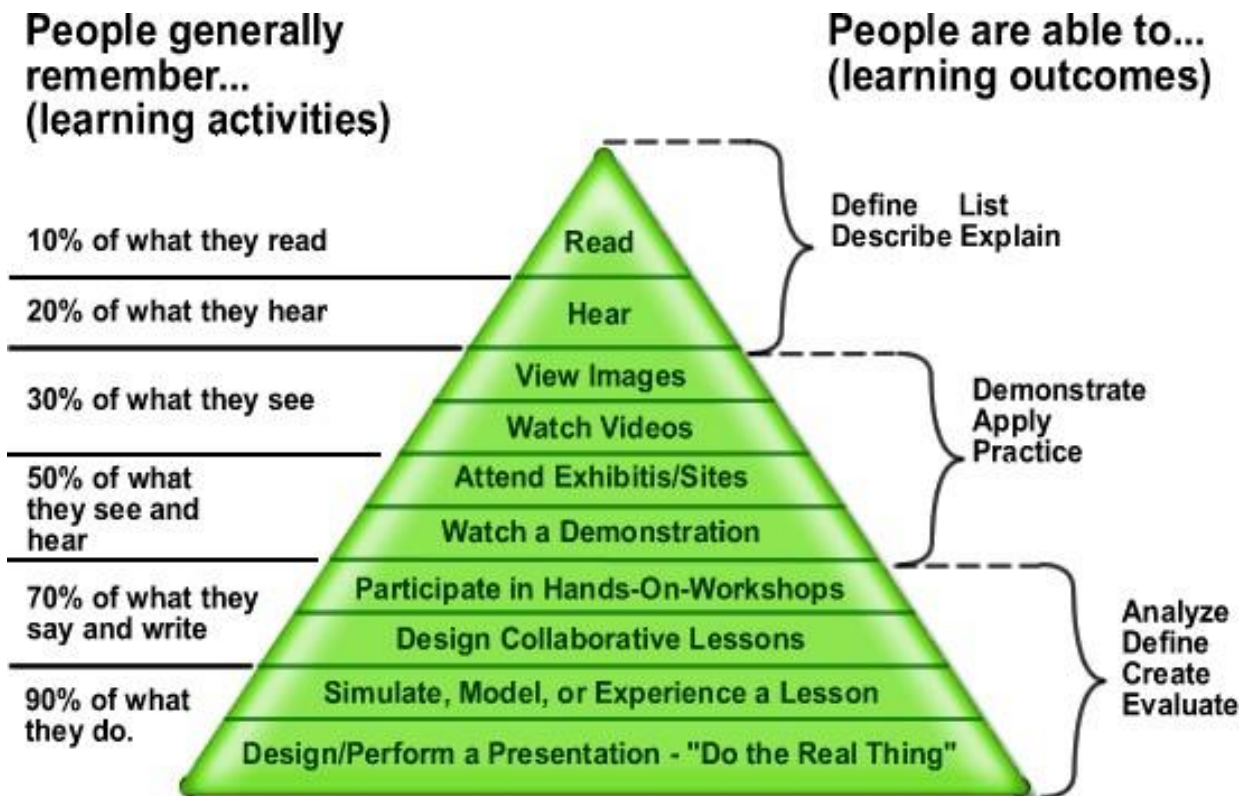 People generally
remember...
(learning activities)
People are able to...
(learning outcomes)
10% of what they read
20% of what they hear
30% of what they see
50% of what
they see and
hear
70% of what they
say and write
90% of what
they do.
Read
Hear
View Images
Watch Videos
Attend Exhibitis/Sites
Watch a Demonstration
Participate in Hands-On-Workshops
Design Collaborative Lessons
Simulate, Model, or Experience a Lesson
Design/Perform a Presentation - "Do the Real Thing"
Define List
Describe Explain
Demonstrate
Apply
Practice
Analyze
Define
Create
Evaluate